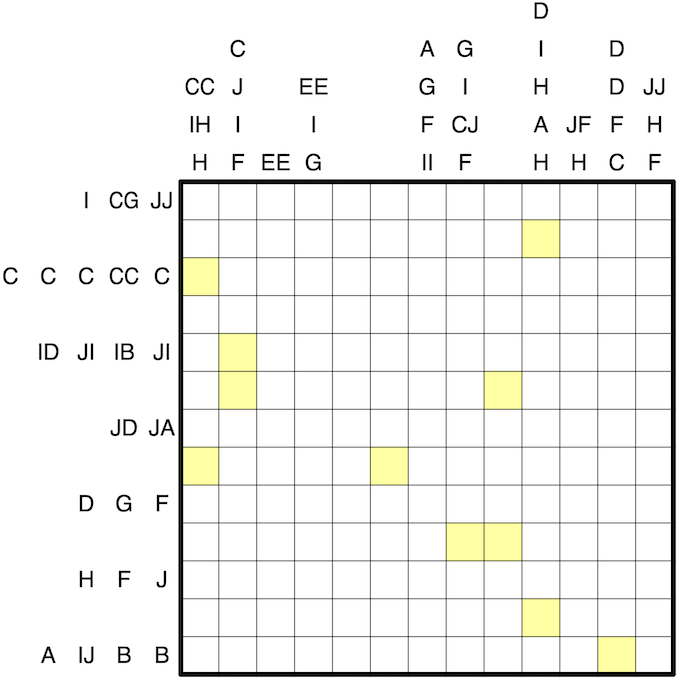 D
C A G I D
CC J EE G I H D JJ
IH I I F CJ A JF F H
H F EE G II F H H C F
I CG JJ
C C C CC C
ID JI IB JI
JD JA
D G F
H F J
A IJ B B